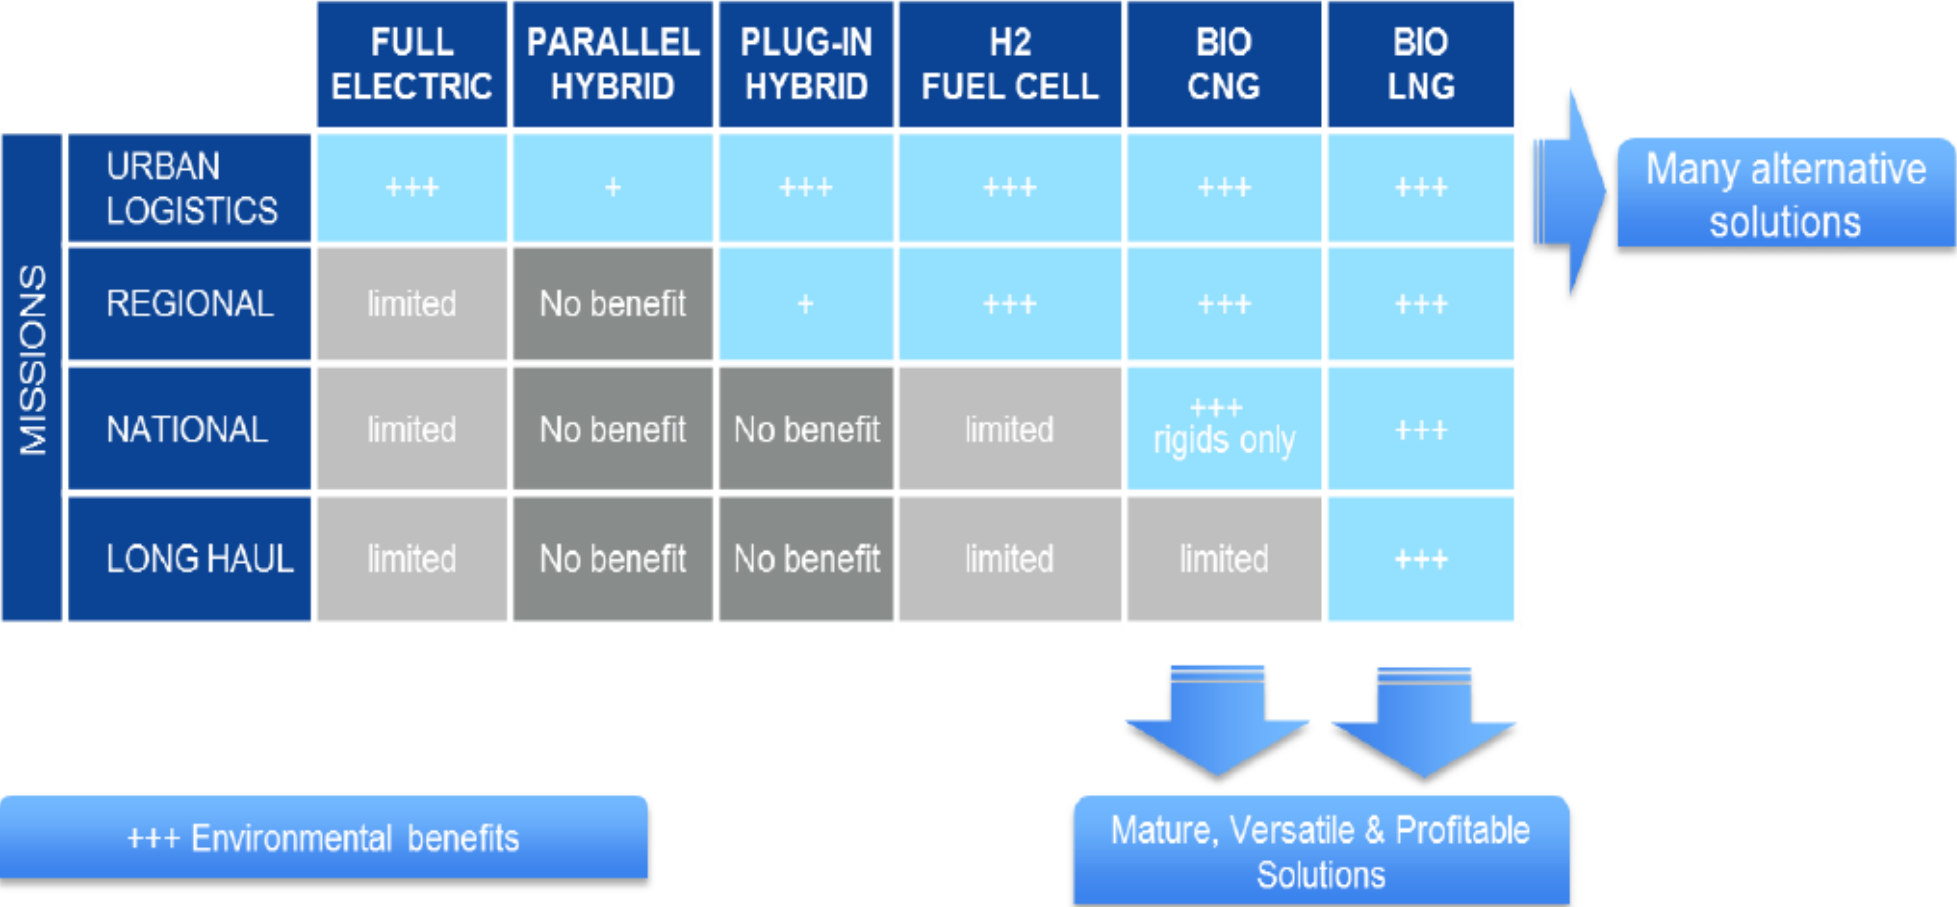 FULL
ELECTRIC
PARALLEL
HYBRID
PLUG-IN
HYBRID
H2
FUEL CELL
BIO
CNG
BIO
LNG
MISSIONS
URBAN
LOGISTICS
+++
+
+++
+++
+++
+++
Many alternative
solutions
REGIONAL
limited
No benefit
+
+++
+++
+++
NATIONAL
limited
No benefit
No benefit
limited
+++
rigids only
+++
LONG HAUL
limited
No benefit
No benefit
limited
limited
+++
+++ Environmental benefits
Mature, Versatile & Profitable
Solutions